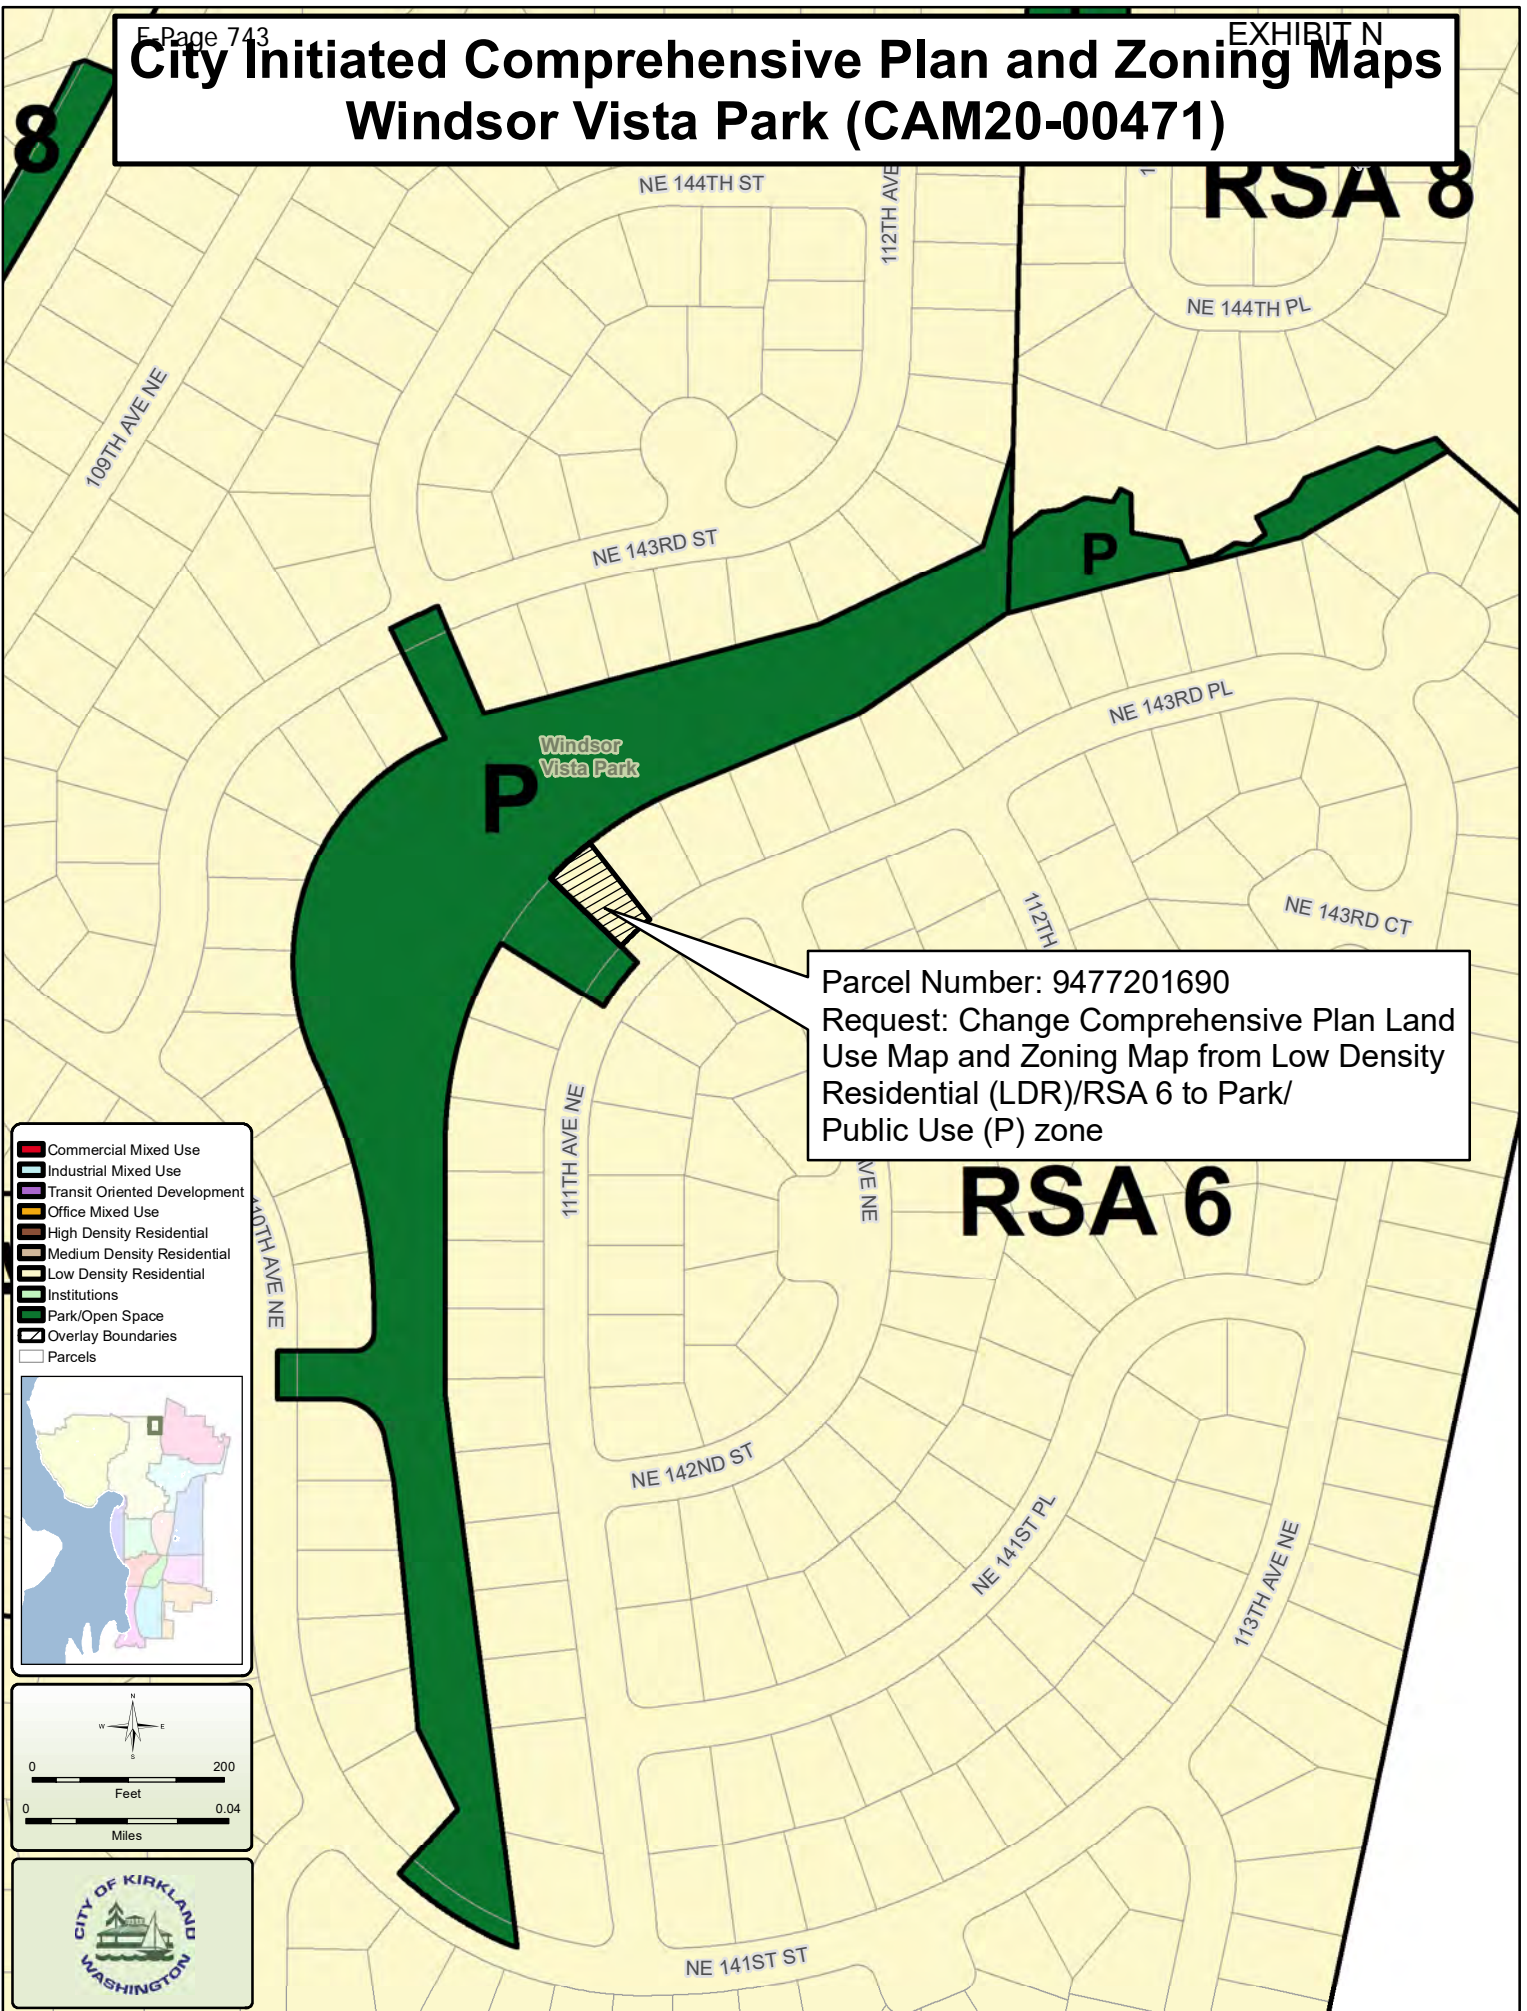 E-Page 743
EXHIBIT N
City Initiated Comprehensive Plan and Zoning Maps
Windsor Vista Park (CAM20-00471)
8
RSA 8
NE 144TH ST
112TH AVE
NE 144TH PL
109TH AVE NE
NE 143RD ST
P
NE 143RD PL
Windsor
Vista Park
P
NE 143RD CT
112TH
AVE NE
Parcel Number: 9477201690
Request: Change Comprehensive Plan Land
Use Map and Zoning Map from Low Density
Residential (LDR)/RSA 6 to Park/
Public Use (P) zone
RSA 6
111TH AVE NE
110TH AVE NE
NE 142ND ST
NE 141ST PL
113TH AVE NE
NE 141ST ST
Commercial Mixed Use
Industrial Mixed Use
Transit Oriented Development
Office Mixed Use
High Density Residential
Medium Density Residential
Low Density Residential
Institutions
Park/Open Space
Overlay Boundaries
Parcels
N
W E
S
0 200
Feet
0 0.04
Miles
CITY OF KIRKLAND
WASHINGTON